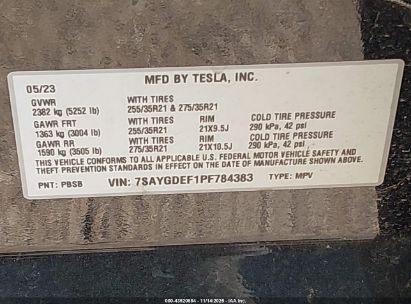 MFD BY TESLA, INC.
05/23
GVWR WITH TIRES
2382 kg (5252 lb) 255/35R21 & 275/35R21
GAWR FRT WITH TIRES RIM COLD TIRE PRESSURE
1363 kg (3004 lb) 255/35R21 21X9.5J 290 kPa, 42 psi
GAWR RR WITH TIRES RIM COLD TIRE PRESSURE
1590 kg (3505 lb) 275/35R21 21X10.5J 290 kPa, 42 psi
THIS VEHICLE CONFORMS TO ALL APPLICABLE U.S. FEDERAL MOTOR VEHICLE SAFETY AND
THEFT PREVENTION STANDARDS IN EFFECT ON THE DATE OF MANUFACTURE SHOWN ABOVE.
PNT: PBSB VIN: 7SAYGDEF1PF784383 TYPE: MPV